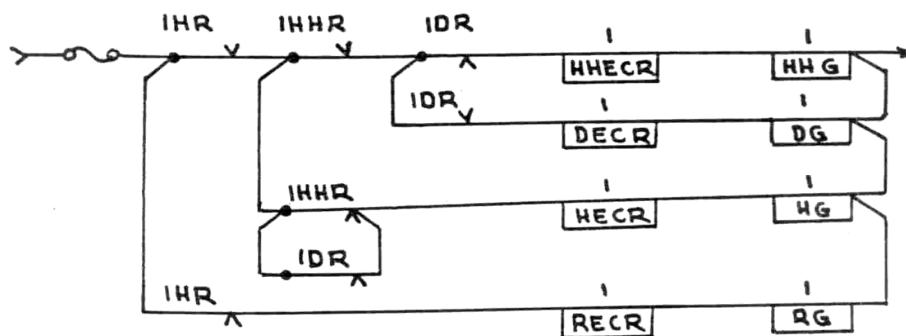 1HR 1HHR 1DR 1 1
HHECR HHG
1DR 1 1
DECR DG
1HHR 1 1
HECR HG
1DR
1HR 1 1
RECR RG